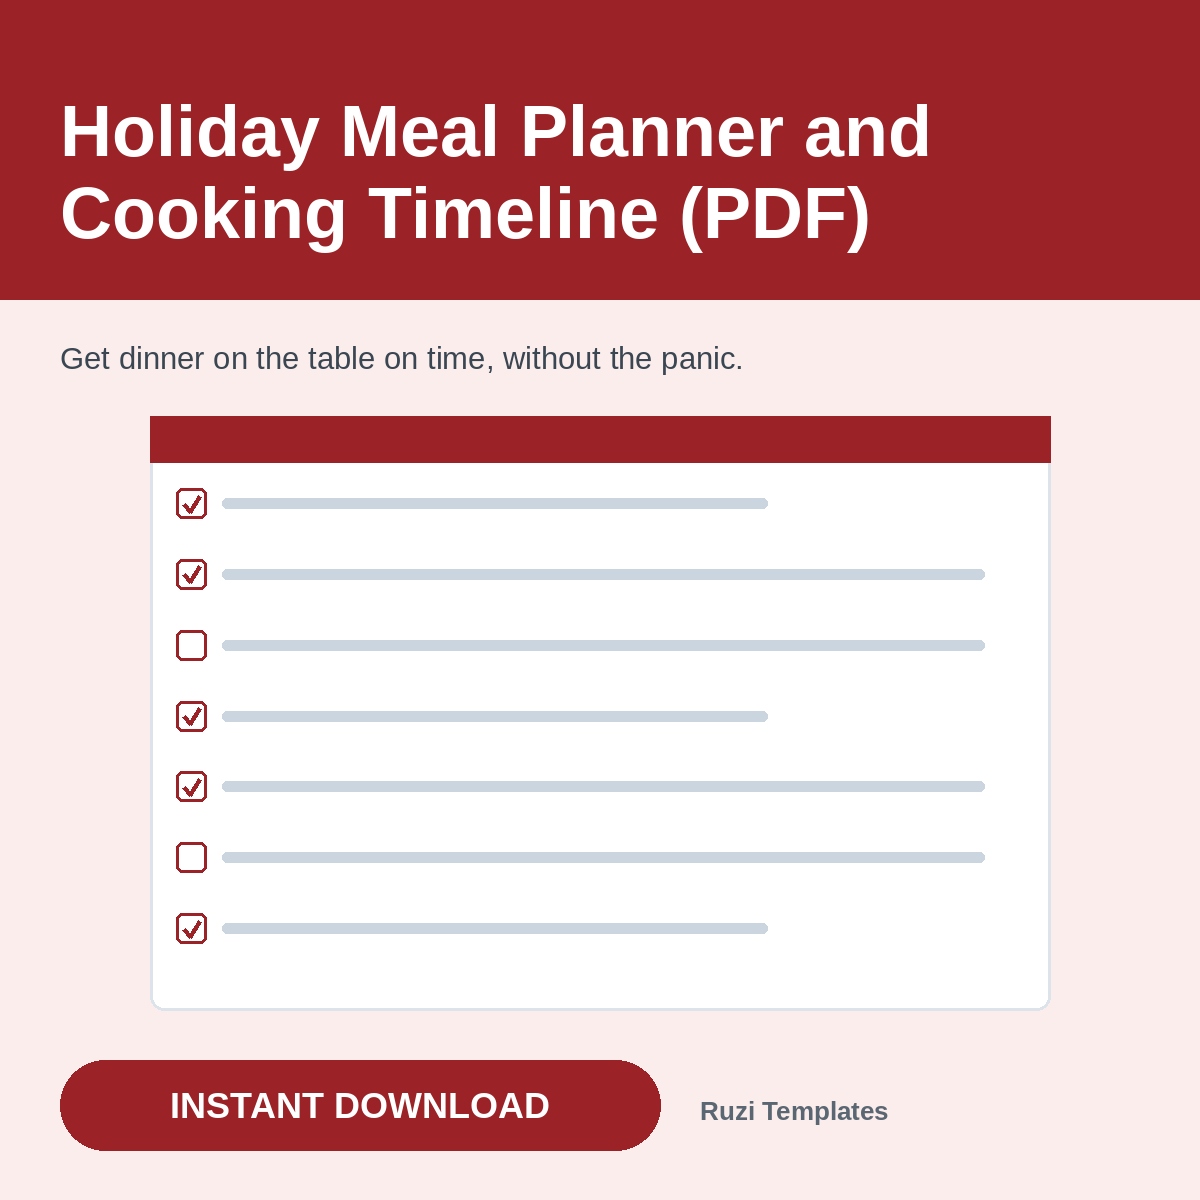 Holiday Meal Planner and
Cooking Timeline (PDF)
Get dinner on the table on time, without the panic.
INSTANT DOWNLOAD
Ruzi Templates